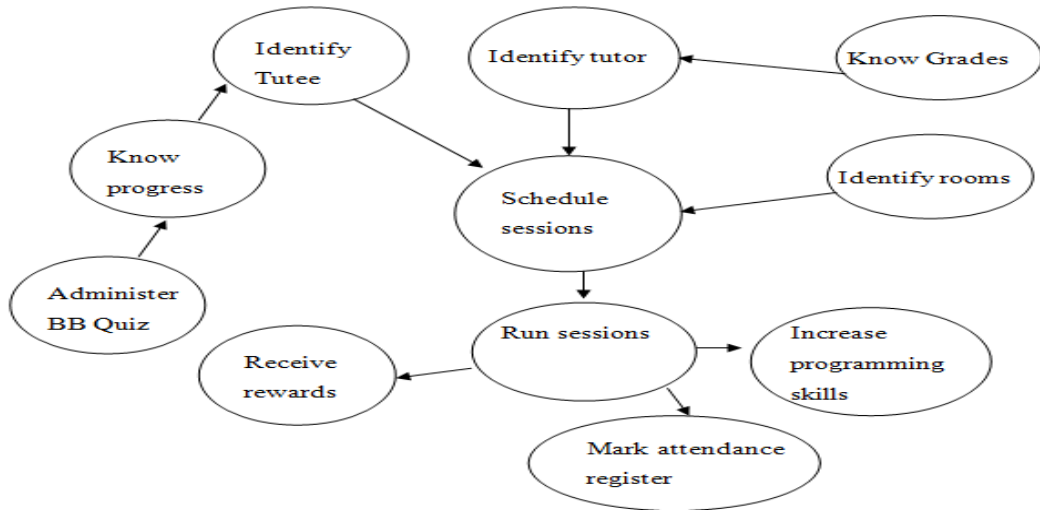 Identify
Tutee
Identify tutor
Know Grades
Know
progress
Identify rooms
Schedule
sessions
Administer
BB Quiz
Run sessions
Increase
programming
skills
Receive
rewards
Mark attendance
register